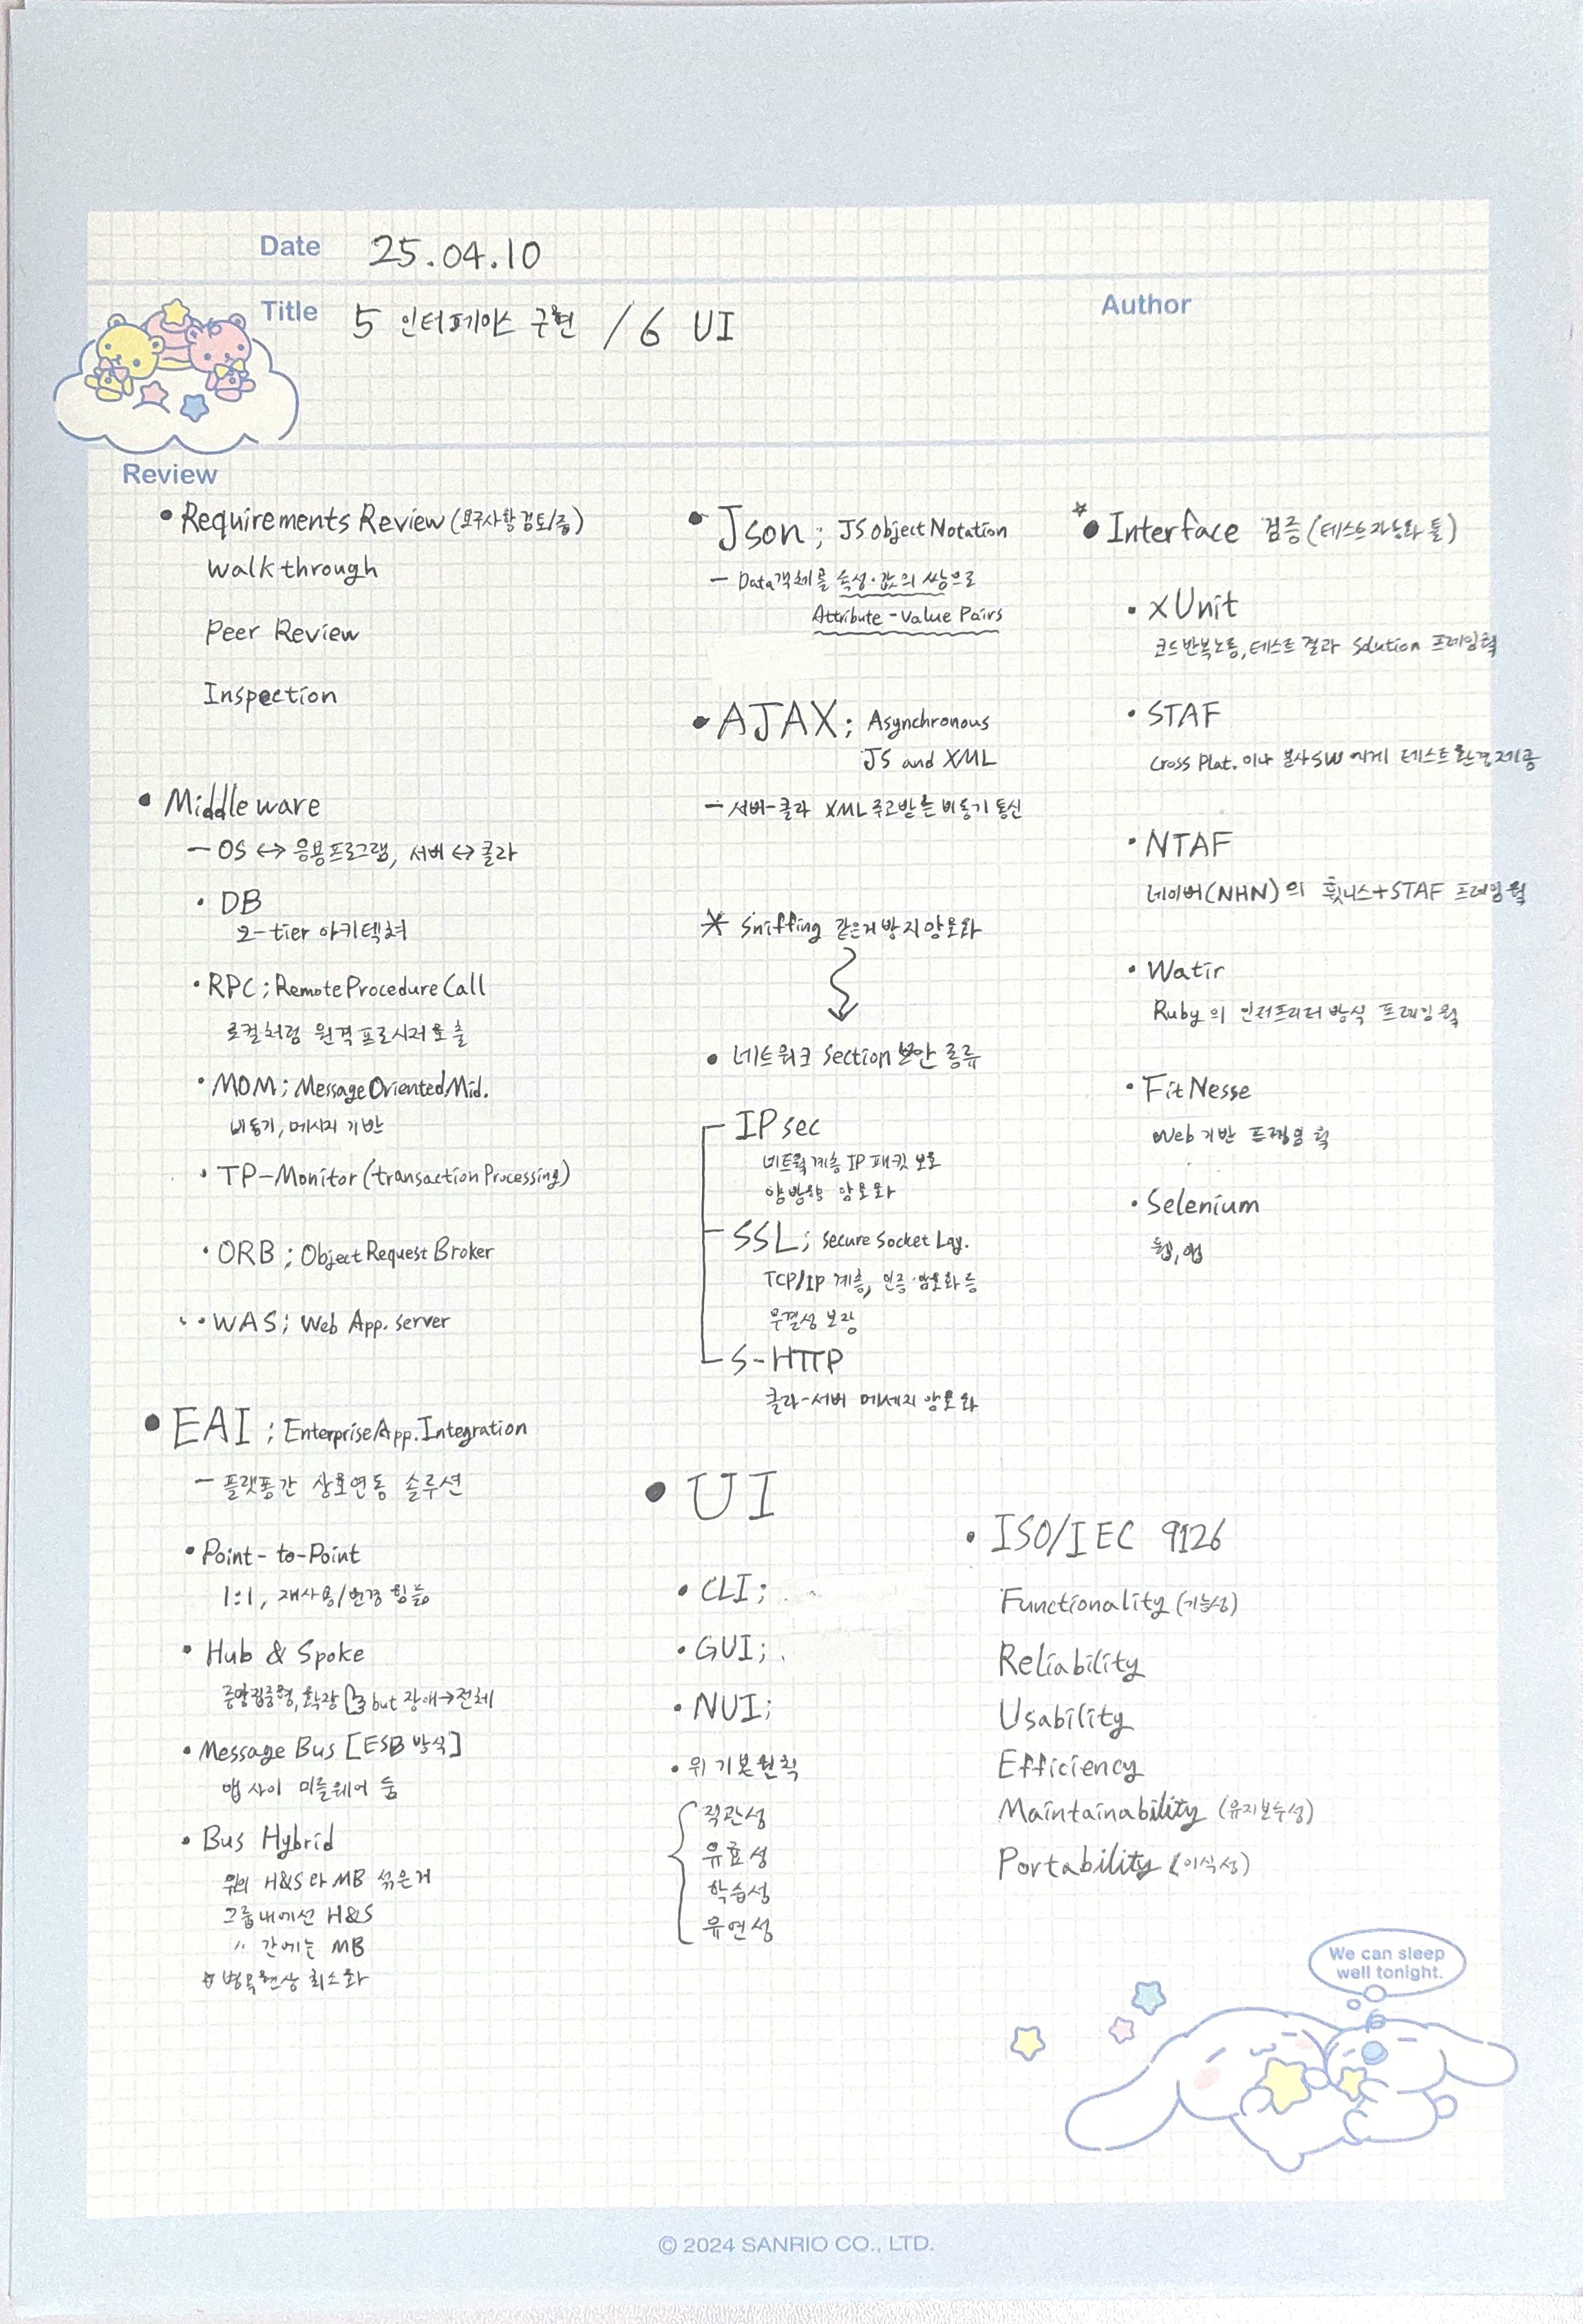 Date 25.04.10
Title 5 인터페이스 구현 / 6 UI
Author
Review
• Requirements Review (요구사항 검토/증)
Walkthrough
Peer Review
Inspection
• Middleware
– OS ↔ 응용프로그램, 서버 ↔ 클라
• DB
2-tier 아키텍쳐
• RPC ; Remote Procedure Call
로컬처럼 원격 프로시저 호출
• MOM ; Message Oriented Mid.
비동기, 메시지 기반
• TP-Monitor (transaction Processing)
• ORB ; Object Request Broker
• WAS ; Web App. server
• EAI ; Enterprise App. Integration
– 플랫폼간 상호연동 솔루션
• Point-to-Point
1:1, 재사용/변경 힘듦
• Hub & Spoke
중앙집중형, 확장 but 장애→전체
• Message Bus [ESB 방식]
앱 사이 미들웨어 둠
• Bus Hybrid
위의 H&S 라 MB 섞은거
그룹내에선 H&S
〃 간에는 MB
☆ 병목현상 최소화
• Json ; JS object Notation
– Data객체를 속성·값의 쌍으로
Attribute-Value Pairs
• AJAX ; Asynchronous
JS and XML
– 서버-클라 XML 주고받는 비동기 통신
* Sniffing 같은거 방지 암호화
• 네트워크 Section 보안 종류
IP sec
네트웤 계층 IP 패킷 보호
양방향 암호화
SSL ; Secure Socket Lay.
TCP/IP 계층, 인증·암호화 등
무결성 보장
S-HTTP
클라-서버 메세지 암호화
• UI
• CLI ;
• GUI ;
• NUI ;
• 위 기본원칙
직관성
유효성
학습성
유연성
☆
• Interface 검증 (테스트 자동화 툴)
• xUnit
코드반복노동, 테스트 결과 Solution 프레임웍
• STAF
Cross Plat. 이나 분산SW 에게 테스트 환경 제공
• NTAF
네이버(NHN)의 휫니스+STAF 프레임웍
• Watir
Ruby 의 인터프리터 방식 프레임웍
• FitNesse
Web 기반 프레임웍
• Selenium
웹, 앱
• ISO/IEC 9126
Functionality (기능성)
Reliability
Usability
Efficiency
Maintainability (유지보수성)
Portability (이식성)
We can sleep
well tonight.
© 2024 SANRIO CO., LTD.